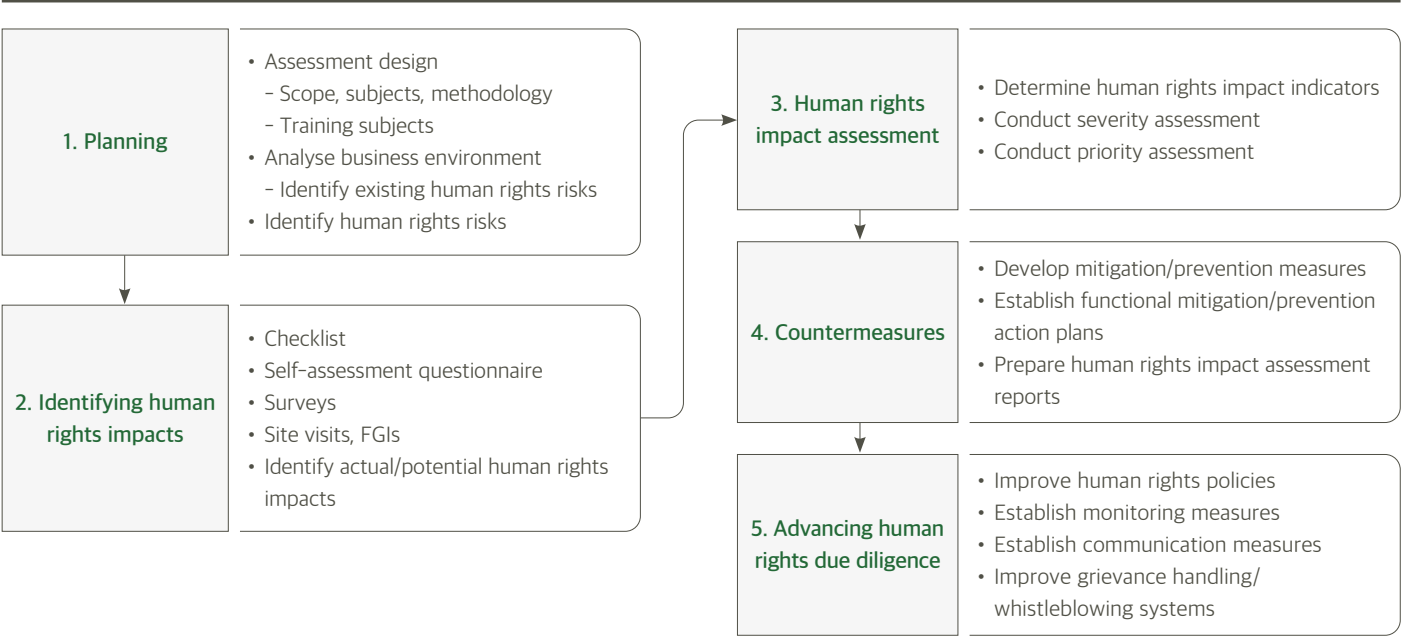 1. Planning
• Assessment design
- Scope, subjects, methodology
- Training subjects
• Analyse business environment
- Identify existing human rights risks
• Identify human rights risks
2. Identifying human
rights impacts
• Checklist
• Self-assessment questionnaire
• Surveys
• Site visits, FGIs
• Identify actual/potential human rights
impacts
3. Human rights
impact assessment
• Determine human rights impact indicators
• Conduct severity assessment
• Conduct priority assessment
4. Countermeasures
• Develop mitigation/prevention measures
• Establish functional mitigation/prevention
action plans
• Prepare human rights impact assessment
reports
5. Advancing human
rights due diligence
• Improve human rights policies
• Establish monitoring measures
• Establish communication measures
• Improve grievance handling/
whistleblowing systems